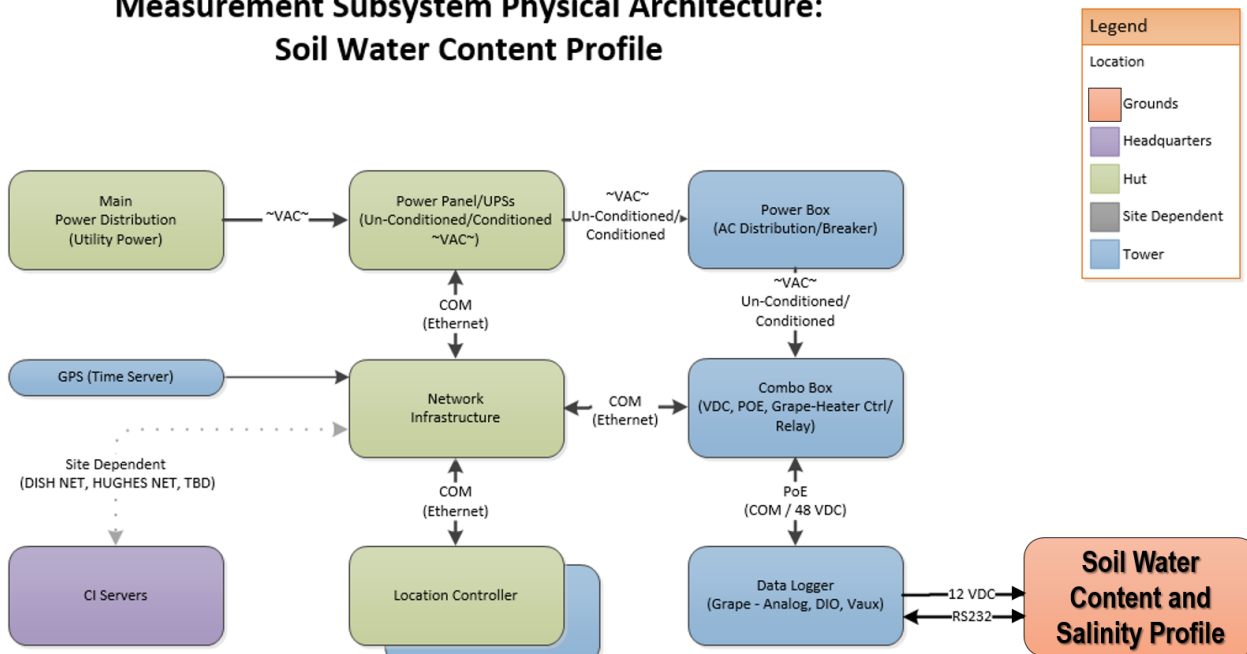 Measurement Subsystem Physical Architecture:
Soil Water Content Profile
Legend
Location
Grounds
Headquarters
Hut
Site Dependent
Tower
Main
Power Distribution
(Utility Power)
~VAC~
Power Panel/UPSs
(Un-Conditioned/Conditioned
~VAC~)
~VAC~
Un-Conditioned/
Conditioned
Power Box
(AC Distribution/Breaker)
COM
(Ethernet)
~VAC~
Un-Conditioned/
Conditioned
GPS (Time Server)
Network
Infrastructure
COM
(Ethernet)
Combo Box
(VDC, POE, Grape-Heater Ctrl/
Relay)
Site Dependent
(DISH NET, HUGHES NET, TBD)
COM
(Ethernet)
PoE
(COM / 48 VDC)
CI Servers
Location Controller
Data Logger
(Grape - Analog, DIO, Vaux)
12 VDC
RS232
Soil Water
Content and
Salinity Profile